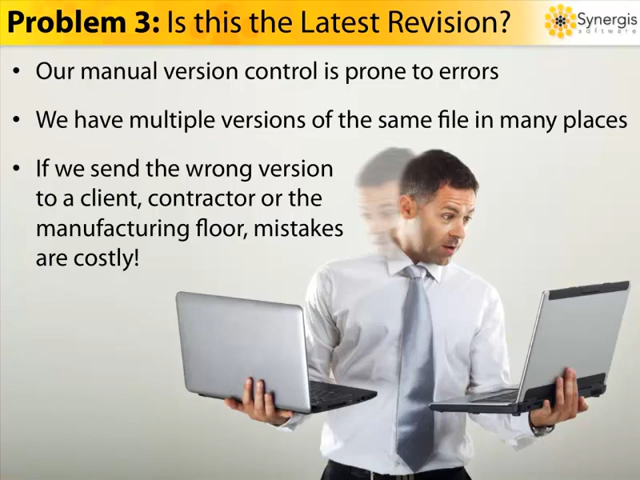 Problem 3: Is this the Latest Revision?
Synergis
software
• Our manual version control is prone to errors
• We have multiple versions of the same file in many places
• If we send the wrong version
to a client, contractor or the
manufacturing floor, mistakes
are costly!